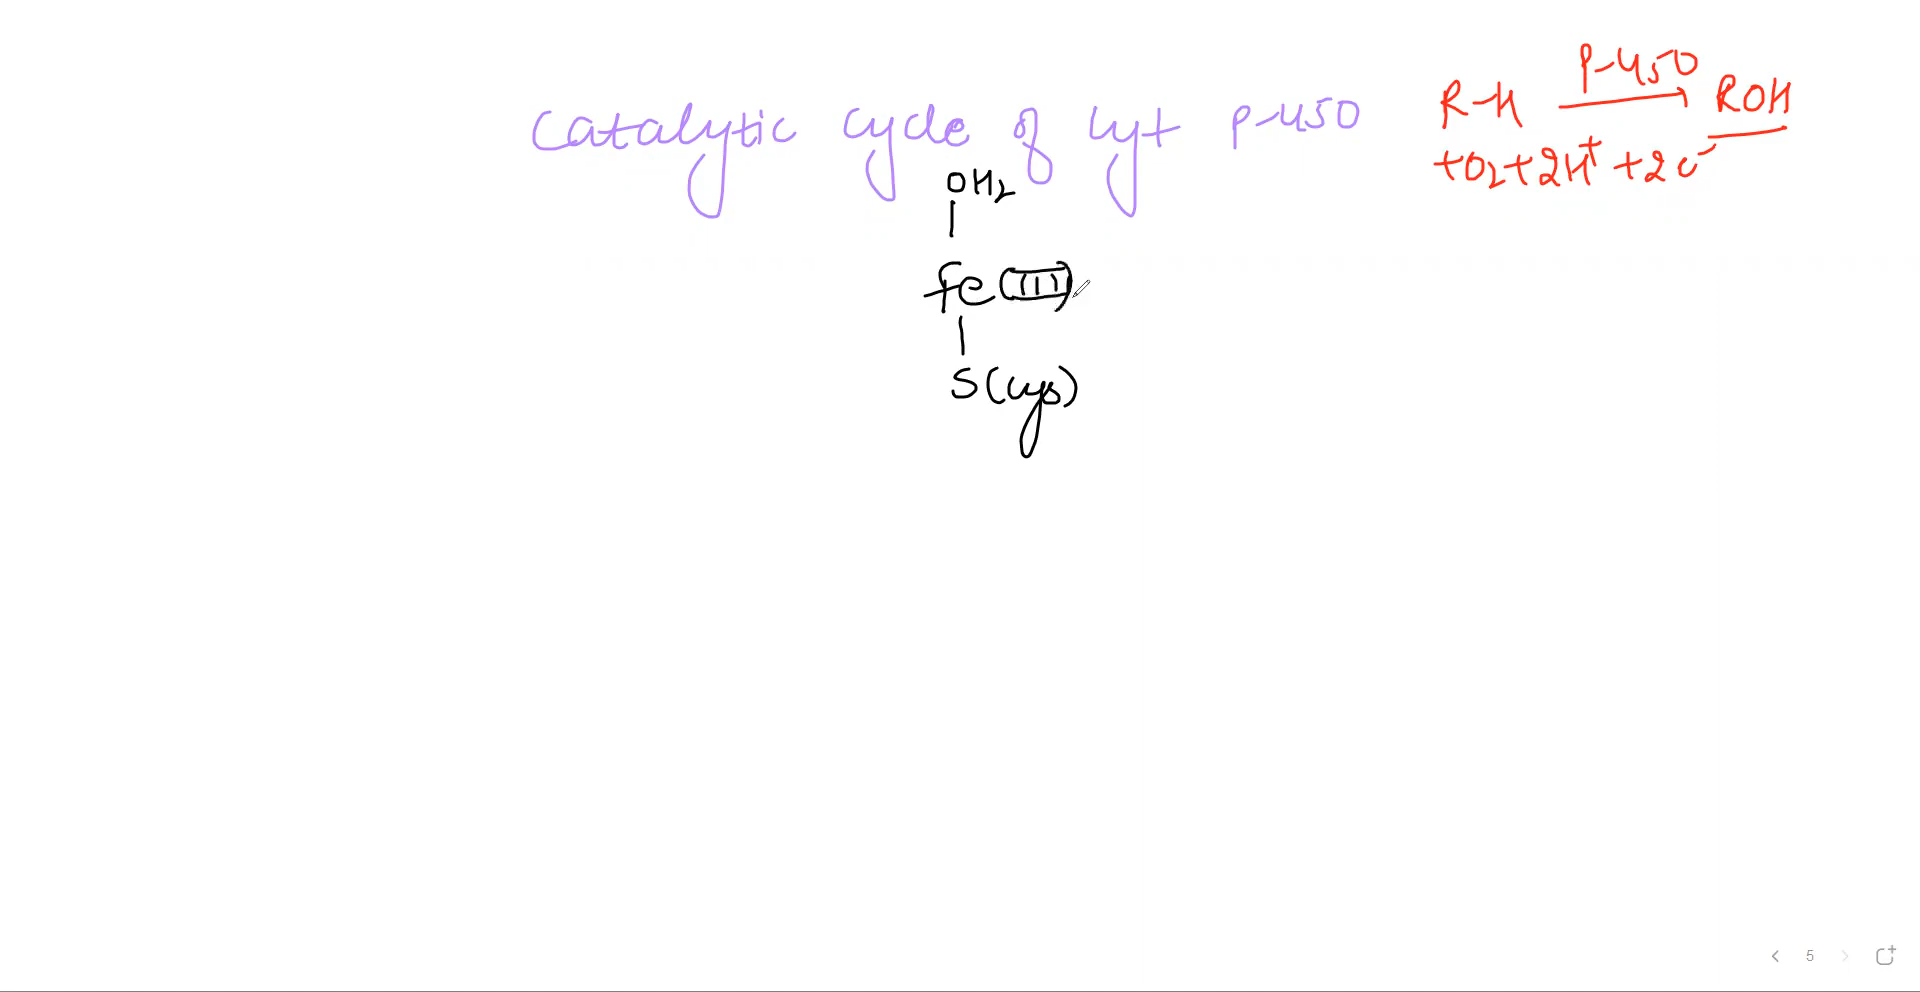 Catalytic cycle of cyt P-450
R-H P-450 ROH
+O₂+2H⁺+2e⁻
OH₂
Fe(III)
S(cys)
5